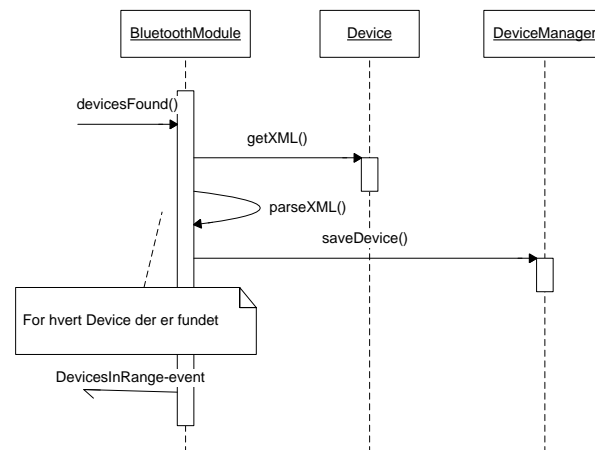 BluetoothModule
Device
DeviceManager
devicesFound()
getXML()
parseXML()
saveDevice()
For hvert Device der er fundet
DevicesInRange-event